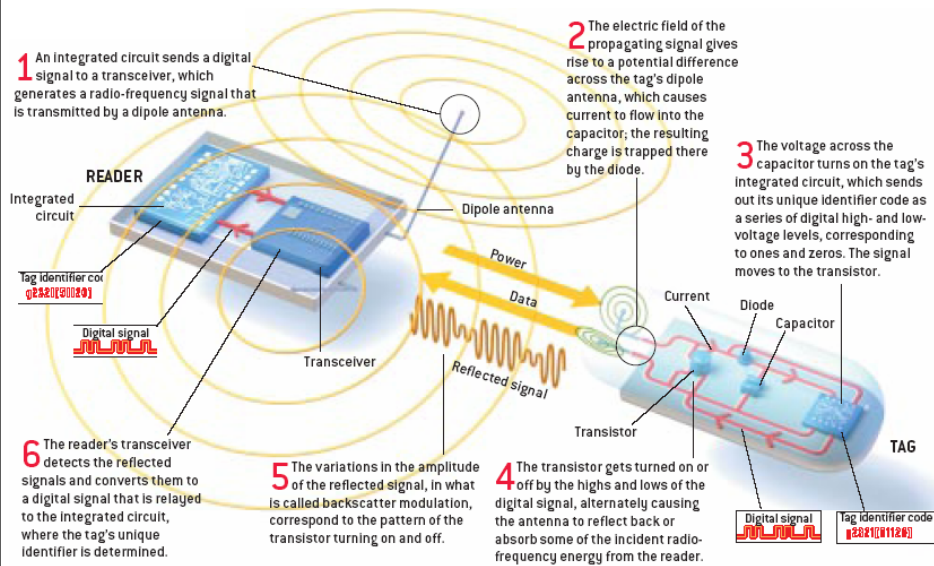 1 An integrated circuit sends a digital
signal to a transceiver, which
generates a radio-frequency signal that
is transmitted by a dipole antenna.
2 The electric field of the
propagating signal gives
rise to a potential difference
across the tag's dipole
antenna, which causes
current to flow into the
capacitor; the resulting
charge is trapped there
by the diode.
3 The voltage across the
capacitor turns on the tag's
integrated circuit, which sends
out its unique identifier code as
a series of digital high- and low-
voltage levels, corresponding
to ones and zeros. The signal
moves to the transistor.
READER
Integrated
circuit
Dipole antenna
Tag identifier
Digital signal
Transceiver
Power
Data
Reflected signal
Current
Diode
Capacitor
Transistor
TAG
6 The reader's transceiver
detects the reflected
signals and converts them to
a digital signal that is relayed
to the integrated circuit,
where the tag's unique
identifier is determined.
5 The variations in the amplitude
of the reflected signal, in what
is called backscatter modulation,
correspond to the pattern of the
transistor turning on and off.
4 The transistor gets turned on or
off by the highs and lows of the
digital signal, alternately causing
the antenna to reflect back or
absorb some of the incident radio-
frequency energy from the reader.
Digital signal
Tag identifier code